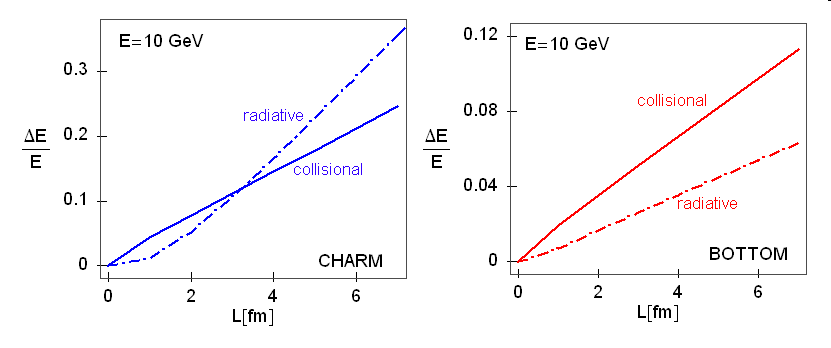 E=10 GeV
0.3
0.2
0.1
0
ΔE
E
radiative
collisional
CHARM
0 2 4 6
L[fm]
E=10 GeV
0.12
0.08
0.04
0
ΔE
E
collisional
radiative
BOTTOM
0 2 4 6
L[fm]